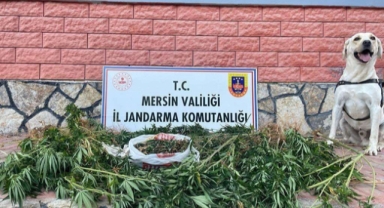 T.C.
MERSİN VALİLİĞİ
İL JANDARMA KOMUTANLIĞI